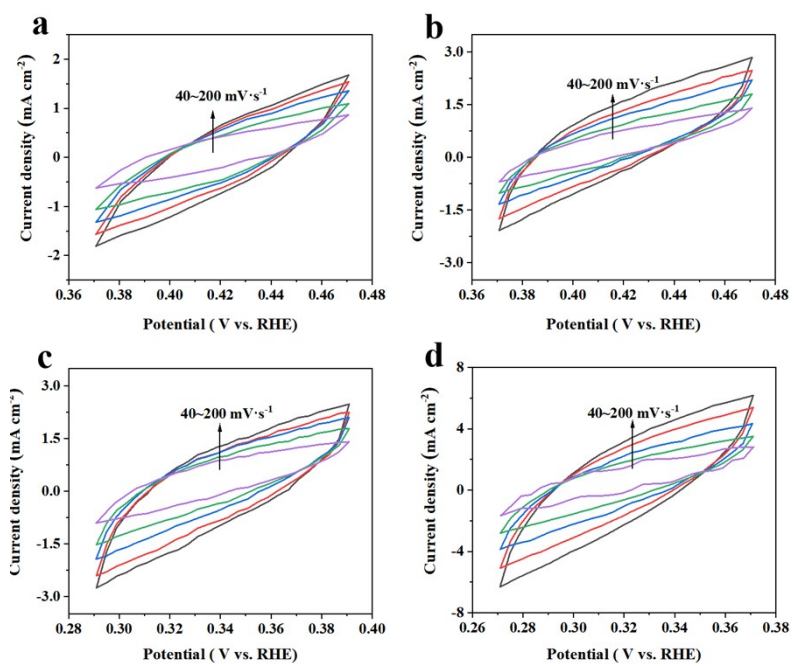 a
2
1
0
-1
-2
40~200 mV·s-1
0.36 0.38 0.40 0.42 0.44 0.46 0.48
Current density (mA cm-2)
Potential ( V vs. RHE)
b
3.0
1.5
0.0
-1.5
-3.0
40~200 mV·s-1
0.36 0.38 0.40 0.42 0.44 0.46 0.48
Current density (mA cm-2)
Potential ( V vs. RHE)
c
3.0
1.5
0.0
-1.5
-3.0
40~200 mV·s-1
0.28 0.30 0.32 0.34 0.36 0.38 0.40
Current density (mA cm-2)
Potential ( V vs. RHE)
d
8
4
0
-4
-8
40~200 mV·s-1
0.26 0.28 0.30 0.32 0.34 0.36 0.38
Current density (mA cm-2)
Potential ( V vs. RHE)